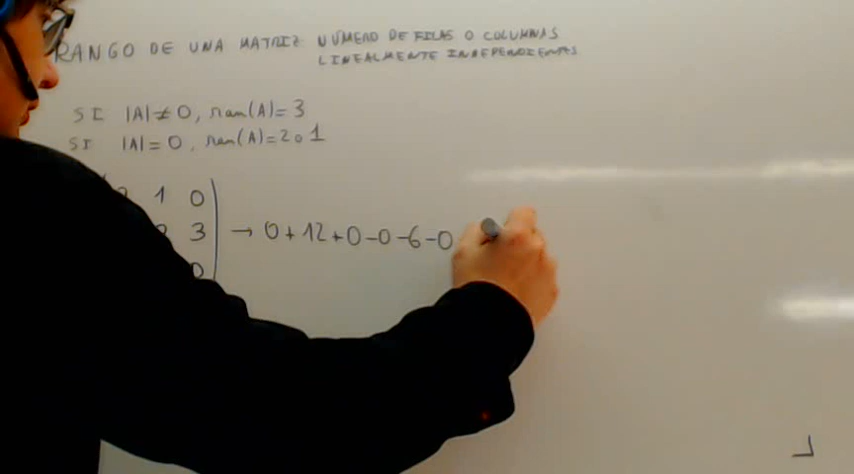 RANGO DE UNA MATRIZ NÚMERO DE FILAS O COLUMNAS
LINEALMENTE INDEPENDIENTES
SI |A|≠0, ran(A)=3
SI |A|=0, ran(A)=2 o 1
1 0
3 → 0+12+0-0-6-0
0